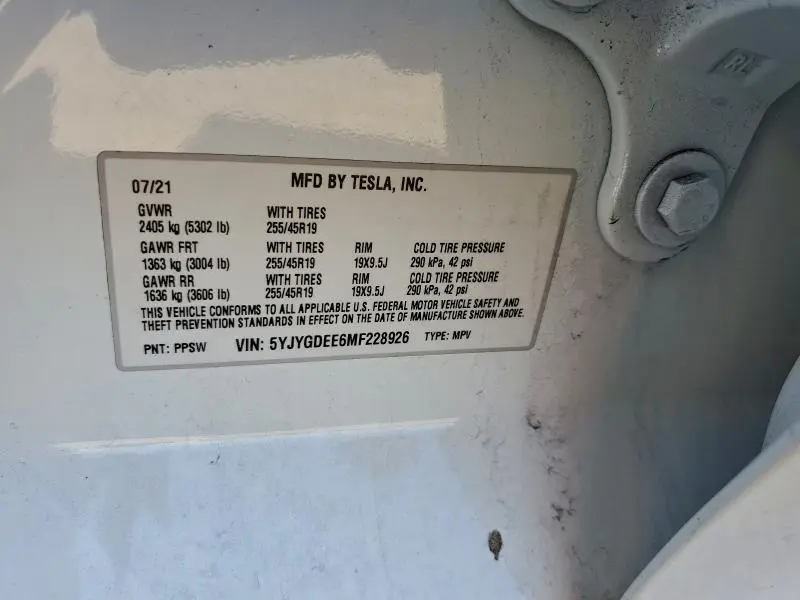 07/21 MFD BY TESLA, INC.
GVWR WITH TIRES
2405 kg (5302 lb) 255/45R19
GAWR FRT WITH TIRES RIM COLD TIRE PRESSURE
1363 kg (3004 lb) 255/45R19 19X9.5J 290 kPa, 42 psi
GAWR RR WITH TIRES RIM COLD TIRE PRESSURE
1636 kg (3606 lb) 255/45R19 19X9.5J 290 kPa, 42 psi
THIS VEHICLE CONFORMS TO ALL APPLICABLE U.S. FEDERAL MOTOR VEHICLE SAFETY AND
THEFT PREVENTION STANDARDS IN EFFECT ON THE DATE OF MANUFACTURE SHOWN ABOVE.
PNT: PPSW VIN: 5YJYGDEE6MF228926 TYPE: MPV